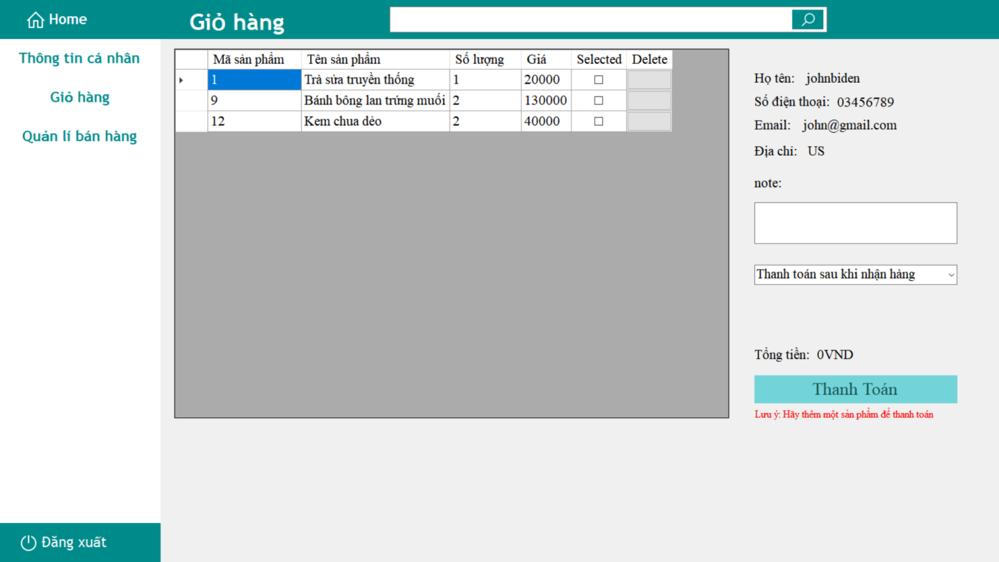 Home
Giỏ hàng
Thông tin cá nhân
Giỏ hàng
Quản lí bán hàng
Đăng xuất
Mã sản phẩm Tên sản phẩm Số lượng Giá Selected Delete
1 Trà sữa truyền thống 1 20000
9 Bánh bông lan trứng muối 2 130000
12 Kem chua dẻo 2 40000
Họ tên: johnbiden
Số điện thoại: 03456789
Email: john@gmail.com
Địa chỉ: US
note:
Thanh toán sau khi nhận hàng
Tổng tiền: 0VND
Thanh Toán
Lưu ý: Hãy thêm một sản phẩm để thanh toán